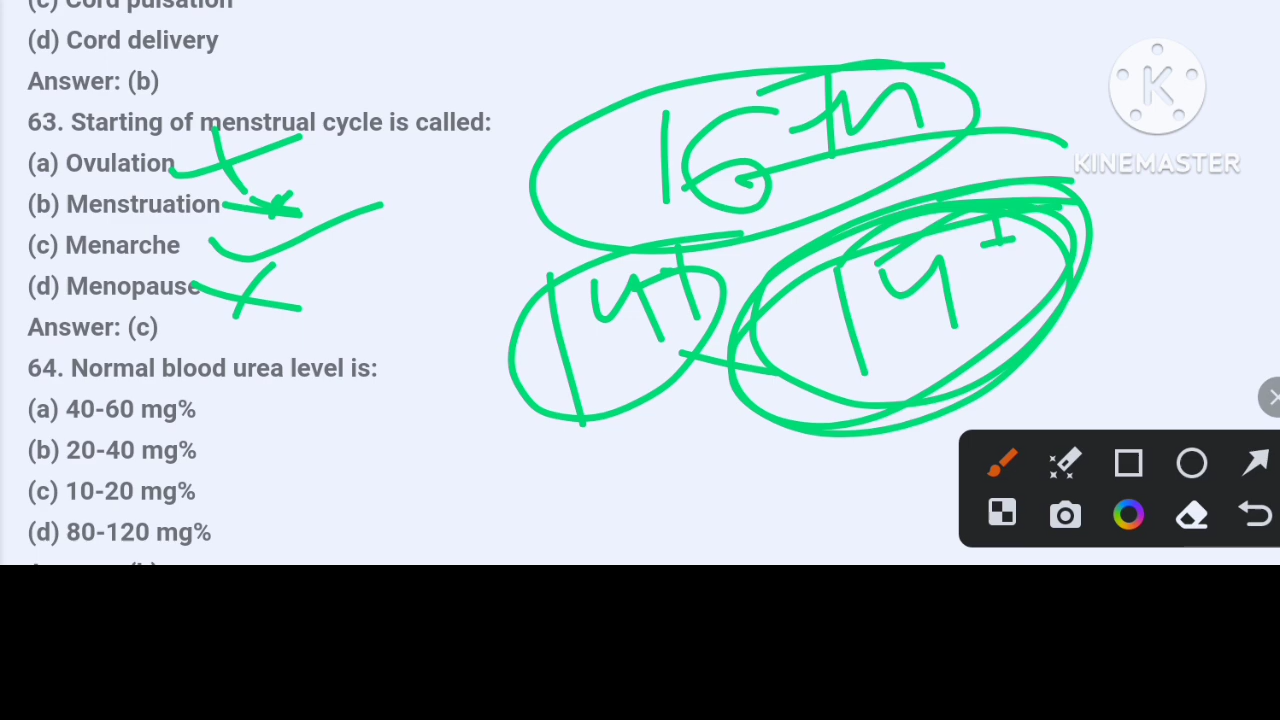 (c) Cord pulsation
(d) Cord delivery
Answer: (b)
63. Starting of menstrual cycle is called:
(a) Ovulation
(b) Menstruation
(c) Menarche
(d) Menopause
Answer: (c)
64. Normal blood urea level is:
(a) 40-60 mg%
(b) 20-40 mg%
(c) 10-20 mg%
(d) 80-120 mg%
16th
14
14
K
KINEMASTER